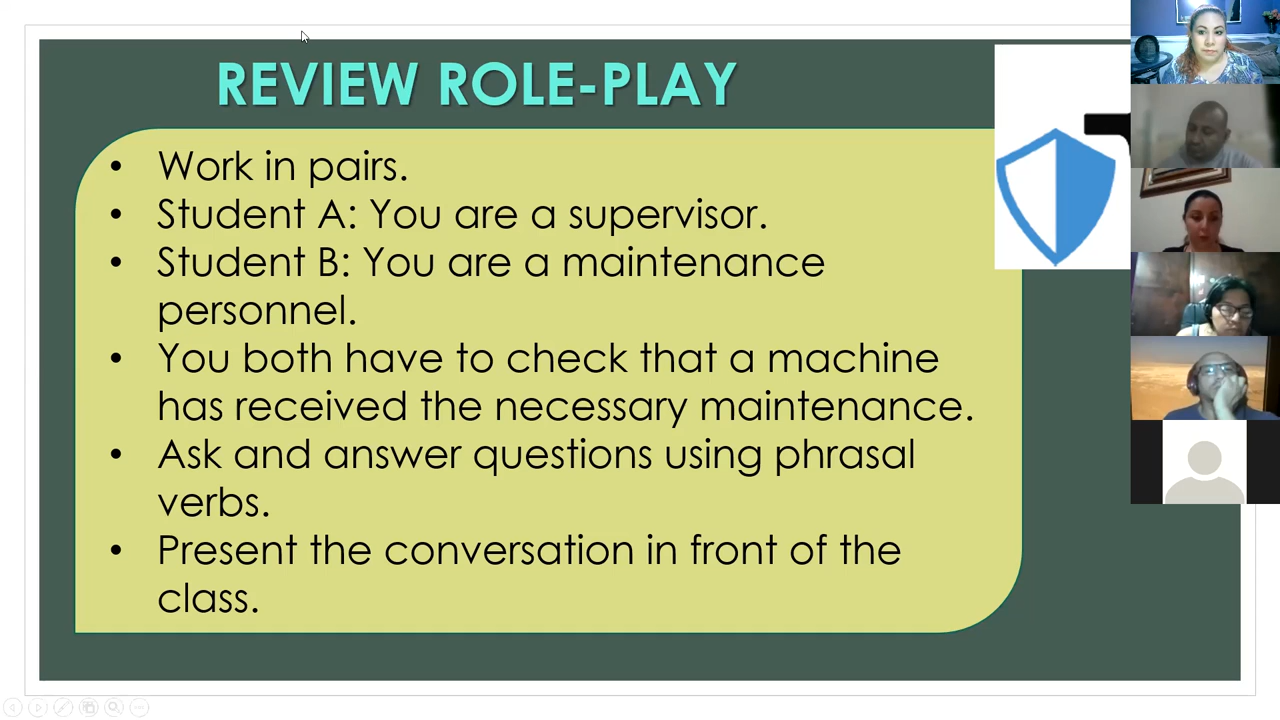 REVIEW ROLE-PLAY
• Work in pairs.
• Student A: You are a supervisor.
• Student B: You are a maintenance
personnel.
• You both have to check that a machine
has received the necessary maintenance.
• Ask and answer questions using phrasal
verbs.
• Present the conversation in front of the
class.